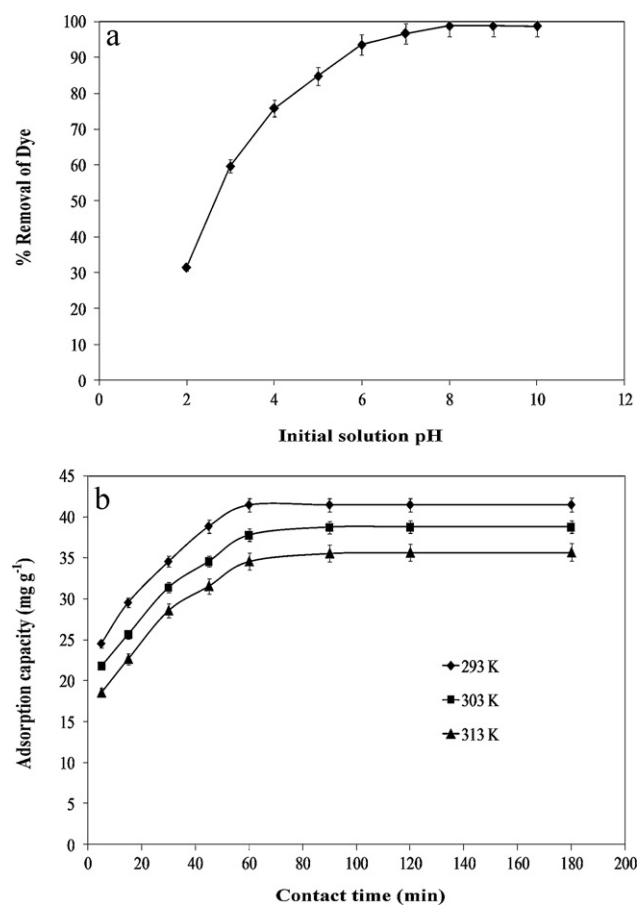 a
100
90
80
70
60
50
40
30
20
10
0
% Removal of Dye
0 2 4 6 8 10 12
Initial solution pH
b
45
40
35
30
25
20
15
10
5
0
Adsorption capacity (mg g⁻¹)
293 K
303 K
313 K
0 20 40 60 80 100 120 140 160 180 200
Contact time (min)